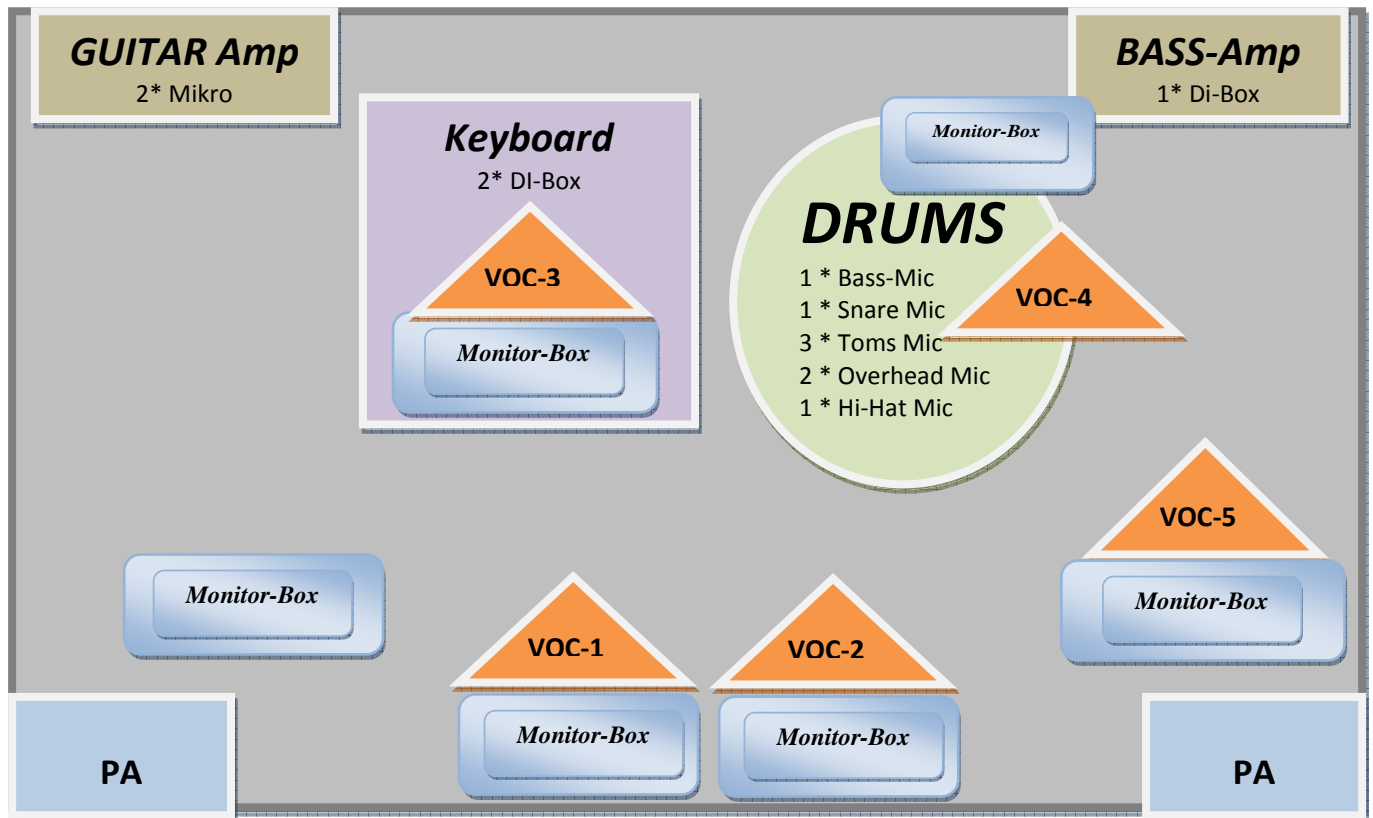 GUITAR Amp
2* Mikro
BASS-Amp
1* Di-Box
Monitor-Box
Keyboard
2* DI-Box
VOC-3
Monitor-Box
DRUMS
1 * Bass-Mic
1 * Snare Mic
3 * Toms Mic
2 * Overhead Mic
1 * Hi-Hat Mic
VOC-4
VOC-5
Monitor-Box
Monitor-Box
VOC-1
VOC-2
Monitor-Box
Monitor-Box
PA
PA